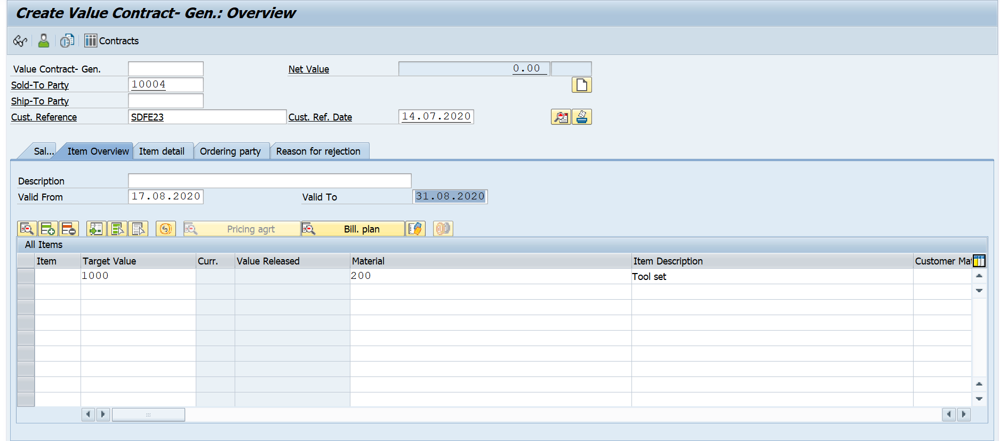 Create Value Contract- Gen.: Overview
Contracts
Value Contract- Gen.
Net Value 0.00
Sold-To Party 10004
Ship-To Party
Cust. Reference SDFE23 Cust. Ref. Date 14.07.2020
Sal... Item Overview Item detail Ordering party Reason for rejection
Description
Valid From 17.08.2020 Valid To 31.08.2020
Pricing agrt Bill. plan
All Items
Item Target Value Curr. Value Released Material Item Description Customer Mat
1000 200 Tool set